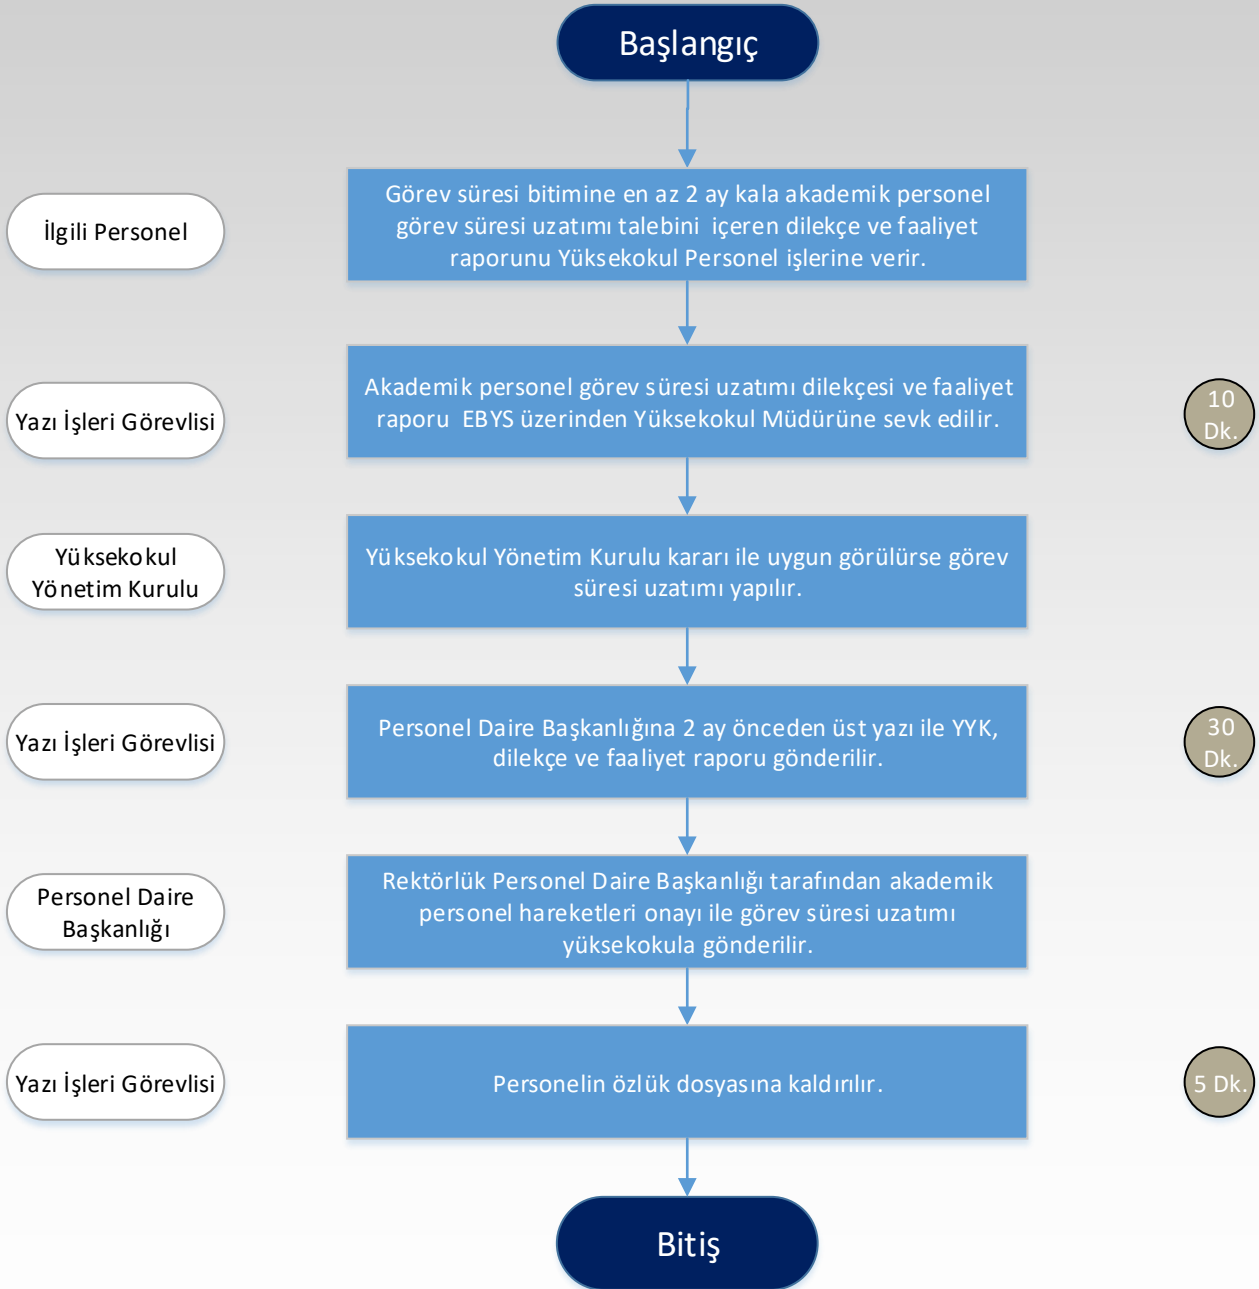 Başlangıç
İlgili Personel
Görev süresi bitimine en az 2 ay kala akademik personel
görev süresi uzatımı talebini içeren dilekçe ve faaliyet
raporunu Yüksekokul Personel işlerine verir.
Yazı İşleri Görevlisi
Akademik personel görev süresi uzatımı dilekçesi ve faaliyet
raporu EBYS üzerinden Yüksekokul Müdürüne sevk edilir.
10
Dk.
Yüksekokul
Yönetim Kurulu
Yüksekokul Yönetim Kurulu kararı ile uygun görülürse görev
süresi uzatımı yapılır.
Yazı İşleri Görevlisi
Personel Daire Başkanlığına 2 ay önceden üst yazı ile YYK,
dilekçe ve faaliyet raporu gönderilir.
30
Dk.
Personel Daire
Başkanlığı
Rektörlük Personel Daire Başkanlığı tarafından akademik
personel hareketleri onayı ile görev süresi uzatımı
yüksekokula gönderilir.
Yazı İşleri Görevlisi
Personelin özlük dosyasına kaldırılır.
5 Dk.
Bitiş